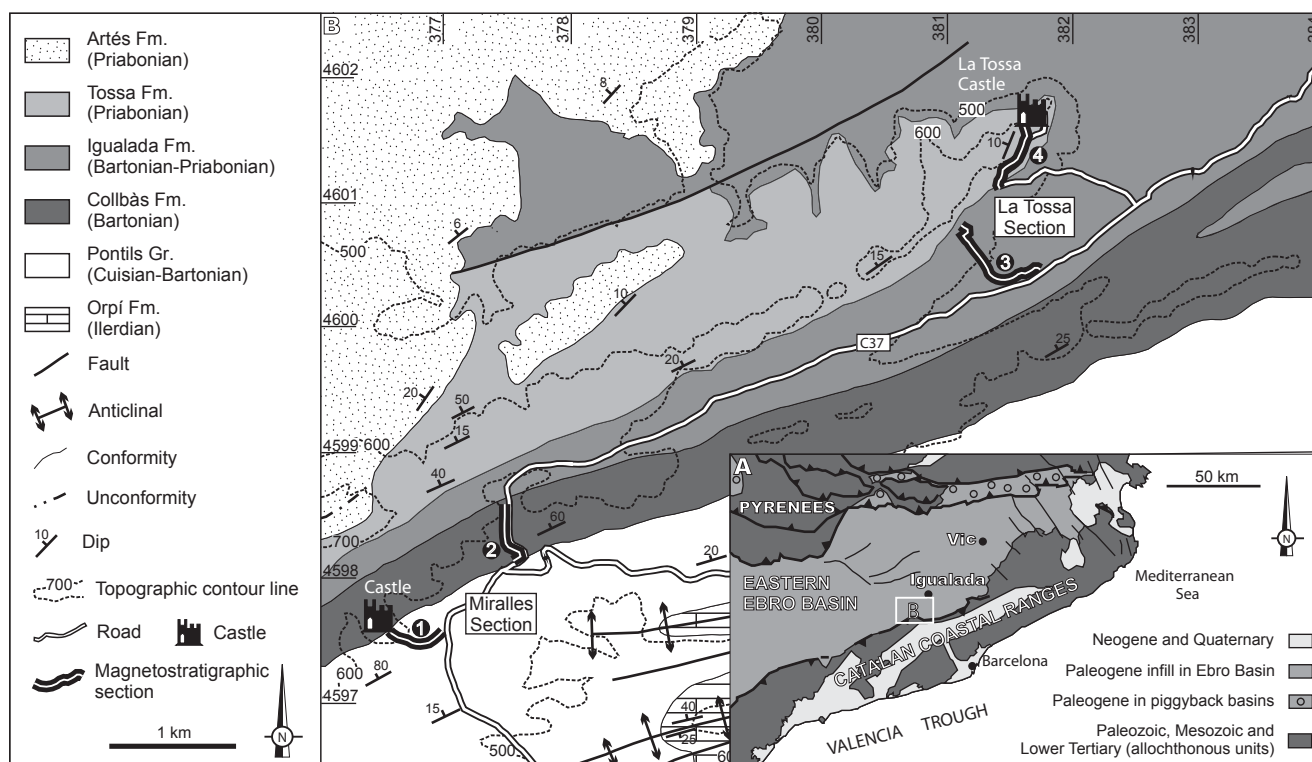 Artés Fm.
(Priabonian)
Tossa Fm.
(Priabonian)
Igualada Fm.
(Bartonian-Priabonian)
Collbàs Fm.
(Bartonian)
Pontils Gr.
(Cuisian-Bartonian)
Orpí Fm.
(Ilerdian)
Fault
Anticlinal
Conformity
Unconformity
10
Dip
700
Topographic contour line
Road
Castle
Magnetostratigraphic
section
1 km
N
B
377
378
379
380
381
382
383
4602
4601
4600
4599
4598
4597
8
La Tossa
Castle
500
600
10
4
La Tossa
Section
6
500
15
3
10
C37
20
25
20
50
15
600
40
60
700
2
20
Castle
1
Miralles
Section
600
80
15
500
40
25
60
A
50 km
PYRENEES
Vic
N
EASTERN
EBRO BASIN
Igualada
B
Mediterranean
Sea
CATALAN COASTAL RANGES
Barcelona
VALENCIA TROUGH
Neogene and Quaternary
Paleogene infill in Ebro Basin
Paleogene in piggyback basins
Paleozoic, Mesozoic and
Lower Tertiary (allochthonous units)